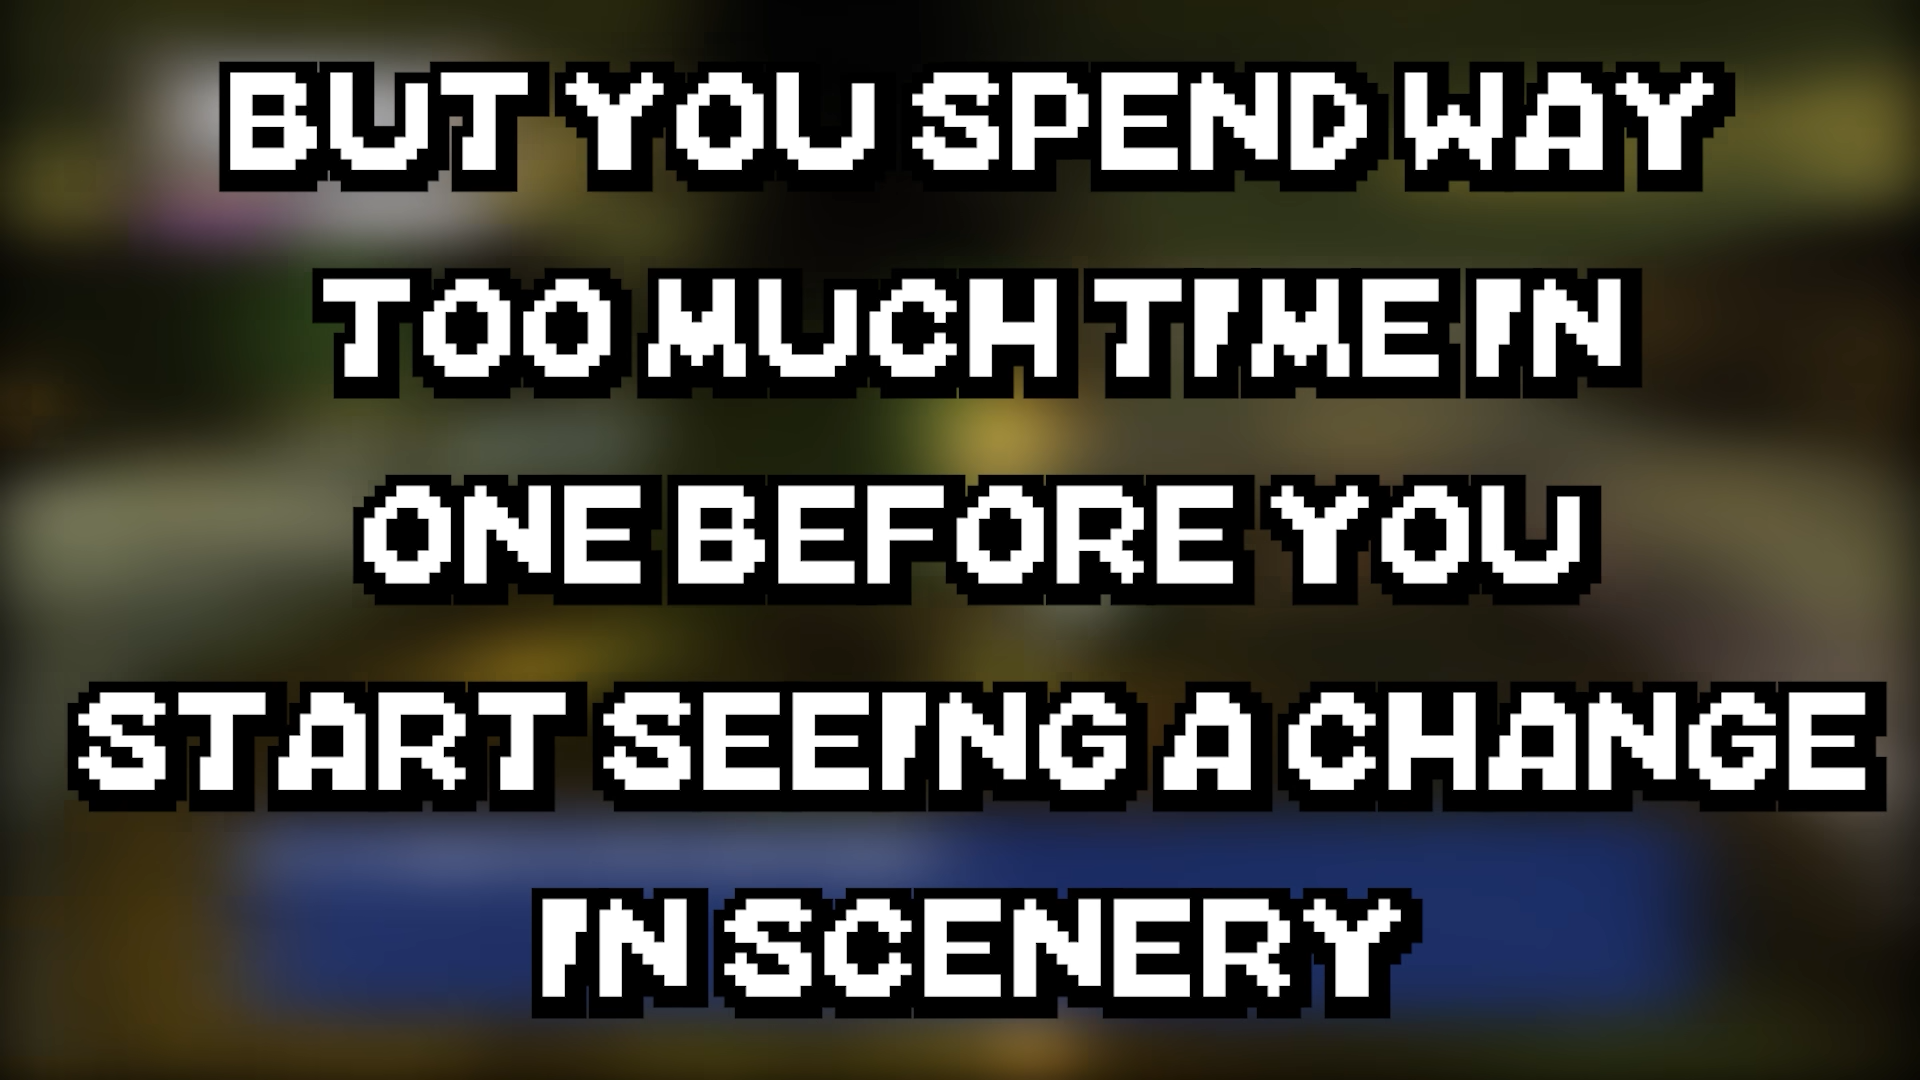 BUT YOU SPEND WAY
TOO MUCH TIME IN
ONE BEFORE YOU
START SEEING A CHANGE
IN SCENERY